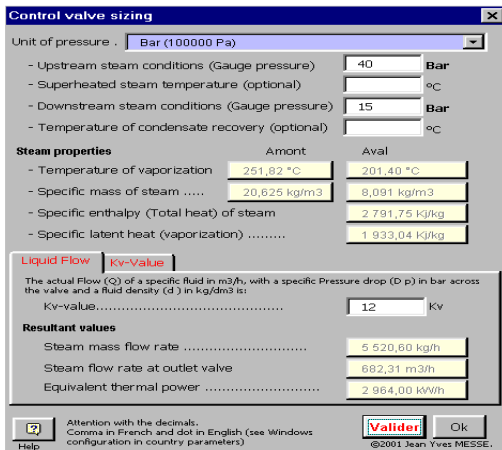 Control valve sizing
Unit of pressure . Bar (100000 Pa)
- Upstream steam conditions (Gauge pressure) 40 Bar
- Superheated steam temperature (optional) °C
- Downstream steam conditions (Gauge pressure) 15 Bar
- Temperature of condensate recovery (optional) °C
Steam properties Amont Aval
- Temperature of vaporization 251,82 °C 201,40 °C
- Specific mass of steam ..... 20,625 kg/m3 8,091 kg/m3
- Specific enthalpy (Total heat) of steam 2 791,75 Kj/kg
- Specific latent heat (vaporization) ......... 1 933,04 Kj/kg
Liquid Flow Kv-Value
The actual Flow (Q) of a specific fluid in m3/h, with a specific Pressure drop (D p) in bar across
the valve and a fluid density (d ) in kg/dm3 is:
Kv-value............................................. 12 Kv
Resultant values
Steam mass flow rate ............................. 5 520,60 kg/h
Steam flow rate at outlet valve 682,31 m3/h
Equivalent thermal power ...................... 2 964,00 kW/h
Attention with the decimals.
Comma in French and dot in English (see Windows
configuration in country parameters)
Help
Valider Ok
©2001 Jean Yves MESSE.